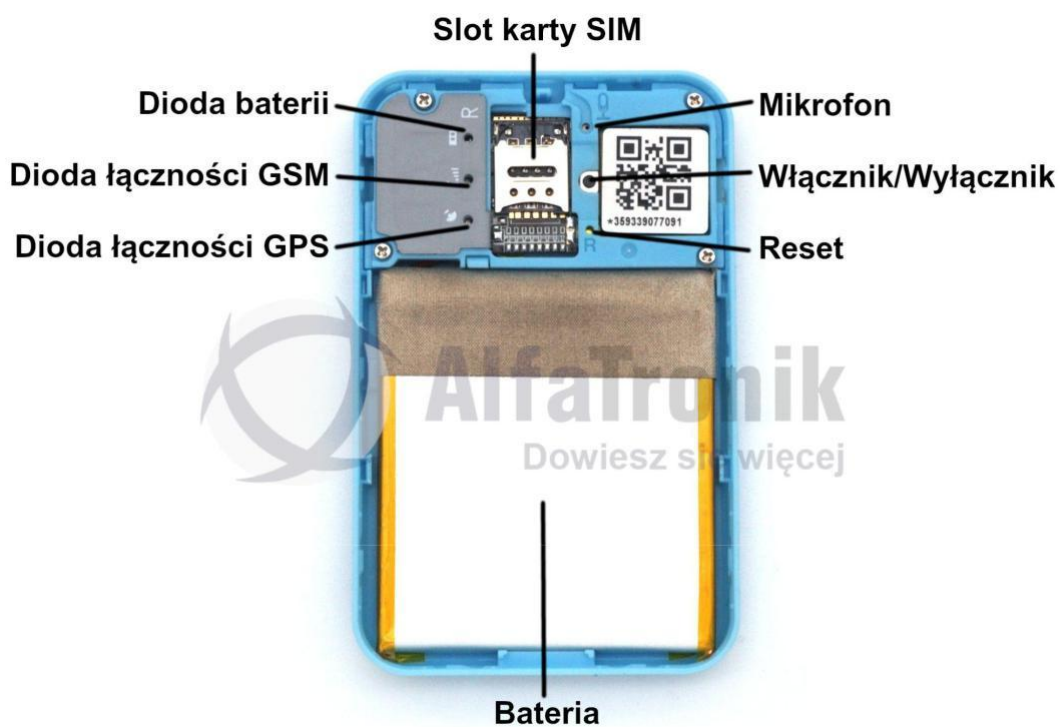 Slot karty SIM
Dioda baterii
Mikrofon
Dioda łączności GSM
Włącznik/Wyłącznik
*359339077091
Dioda łączności GPS
R
R
Reset
AlfaTronik
Dowiesz się więcej
Bateria